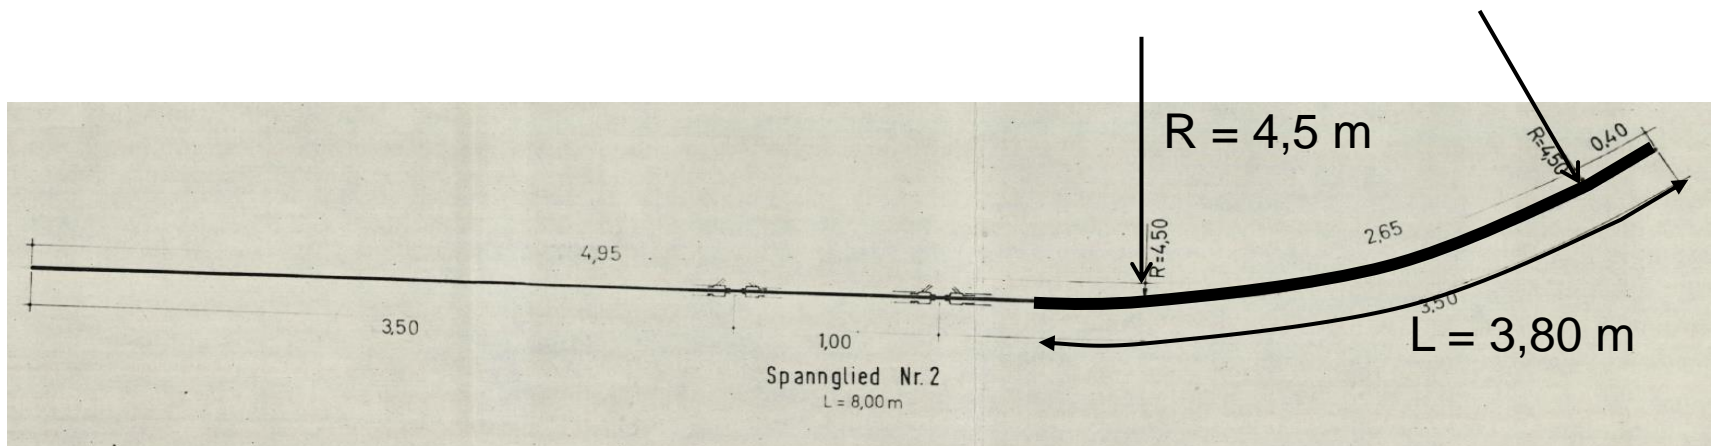 R = 4,5 m
R=4,50
0,40
R=4,50
2,65
4,95
3,50
L = 3,80 m
3,50
1,00
Spannglied Nr. 2
L = 8,00 m